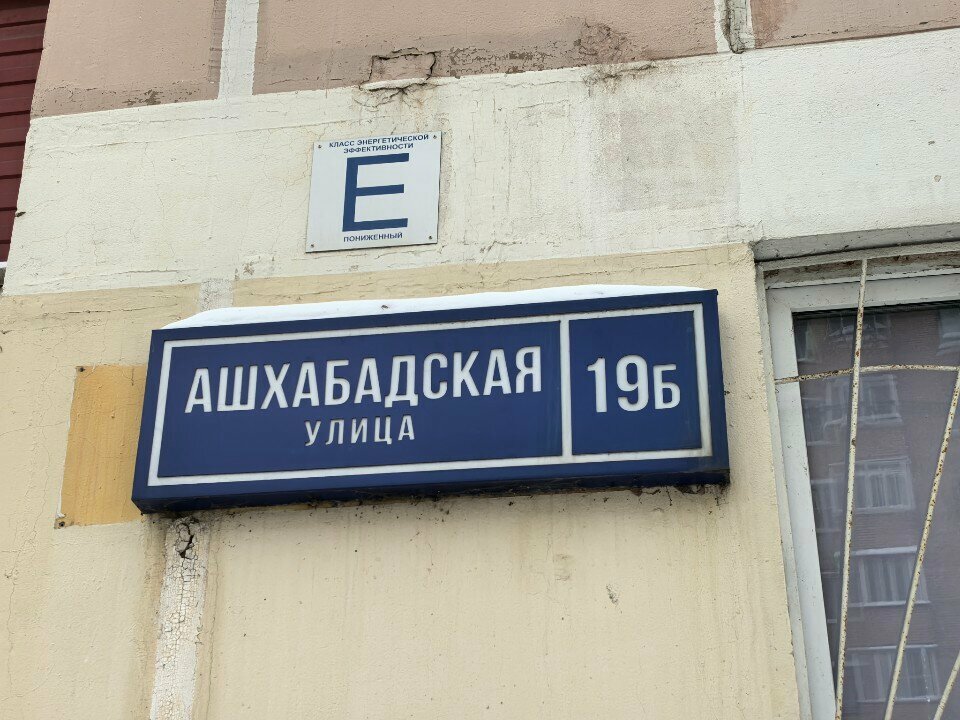 КЛАСС ЭНЕРГЕТИЧЕСКОЙ
ЭФФЕКТИВНОСТИ
E
ПОНИЖЕННЫЙ
АШХАБАДСКАЯ
УЛИЦА
19Б